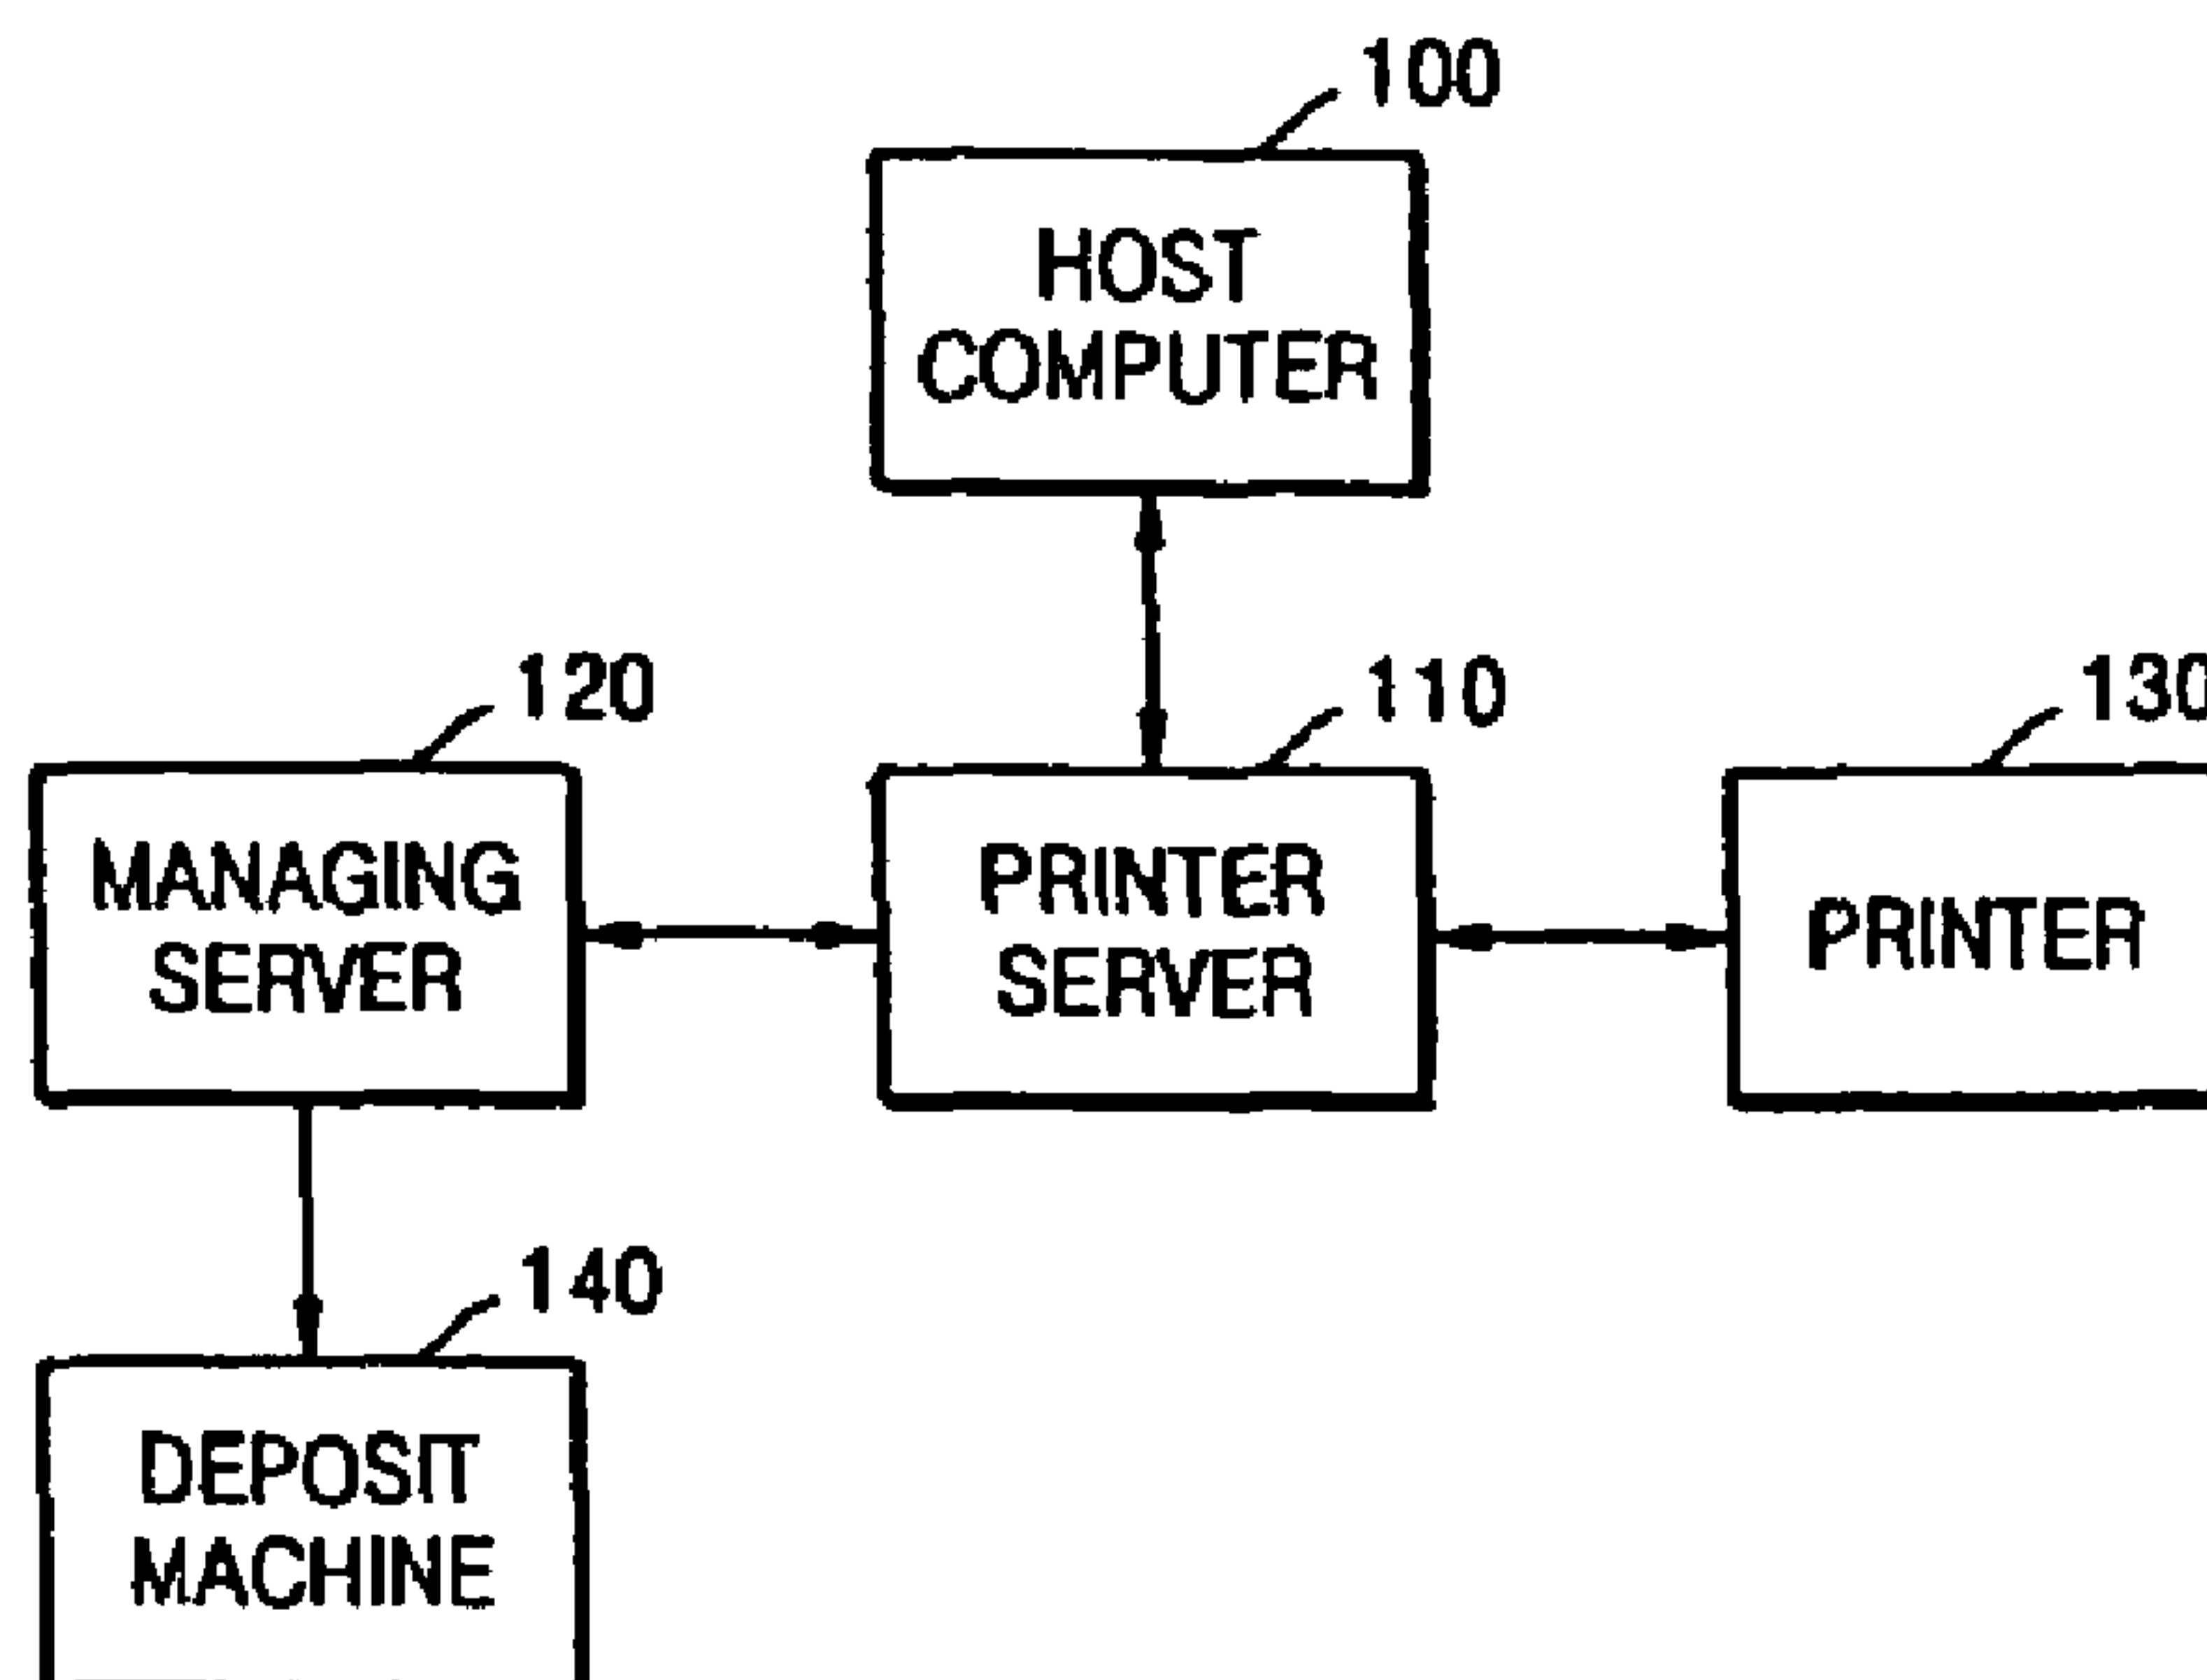 100
HOST
COMPUTER
120
110
130
MANAGING
SERVER
PRINTER
SERVER
PRINTER
140
DEPOSIT
MACHINE